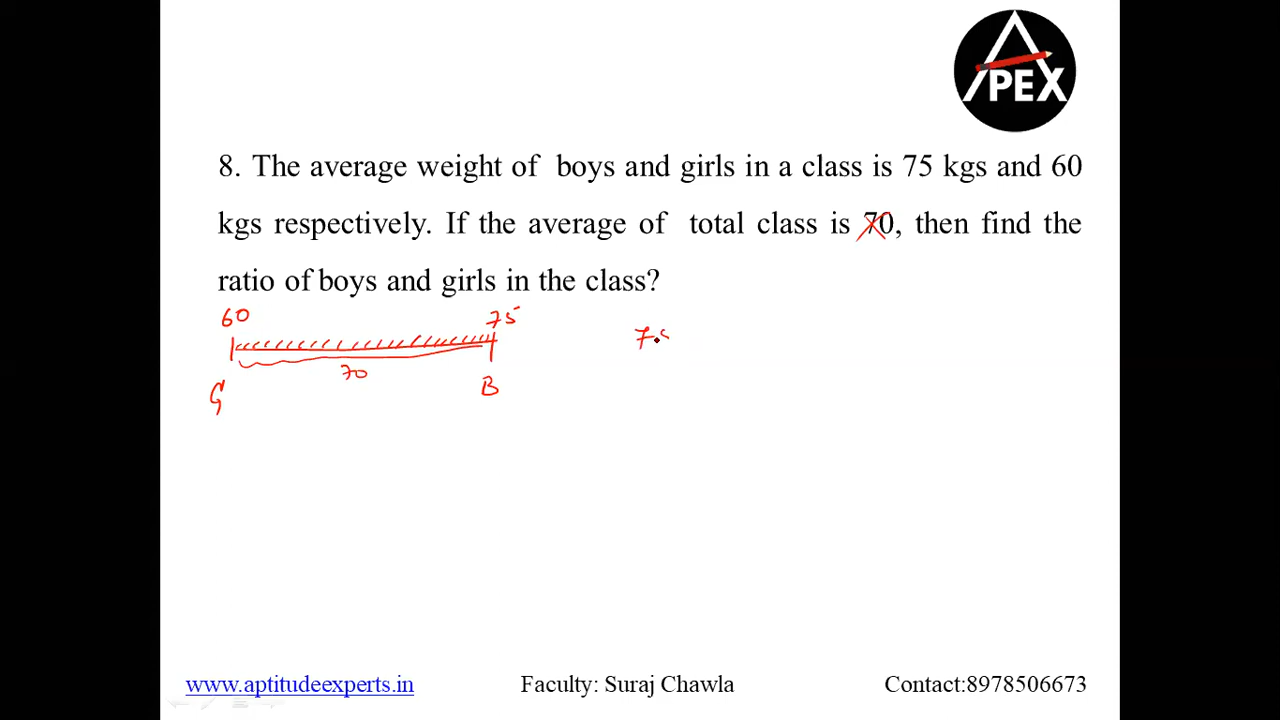 APEX
8. The average weight of boys and girls in a class is 75 kgs and 60
kgs respectively. If the average of total class is 70, then find the
ratio of boys and girls in the class?
60 75
70
G B
www.aptitudeexperts.in Faculty: Suraj Chawla Contact:8978506673